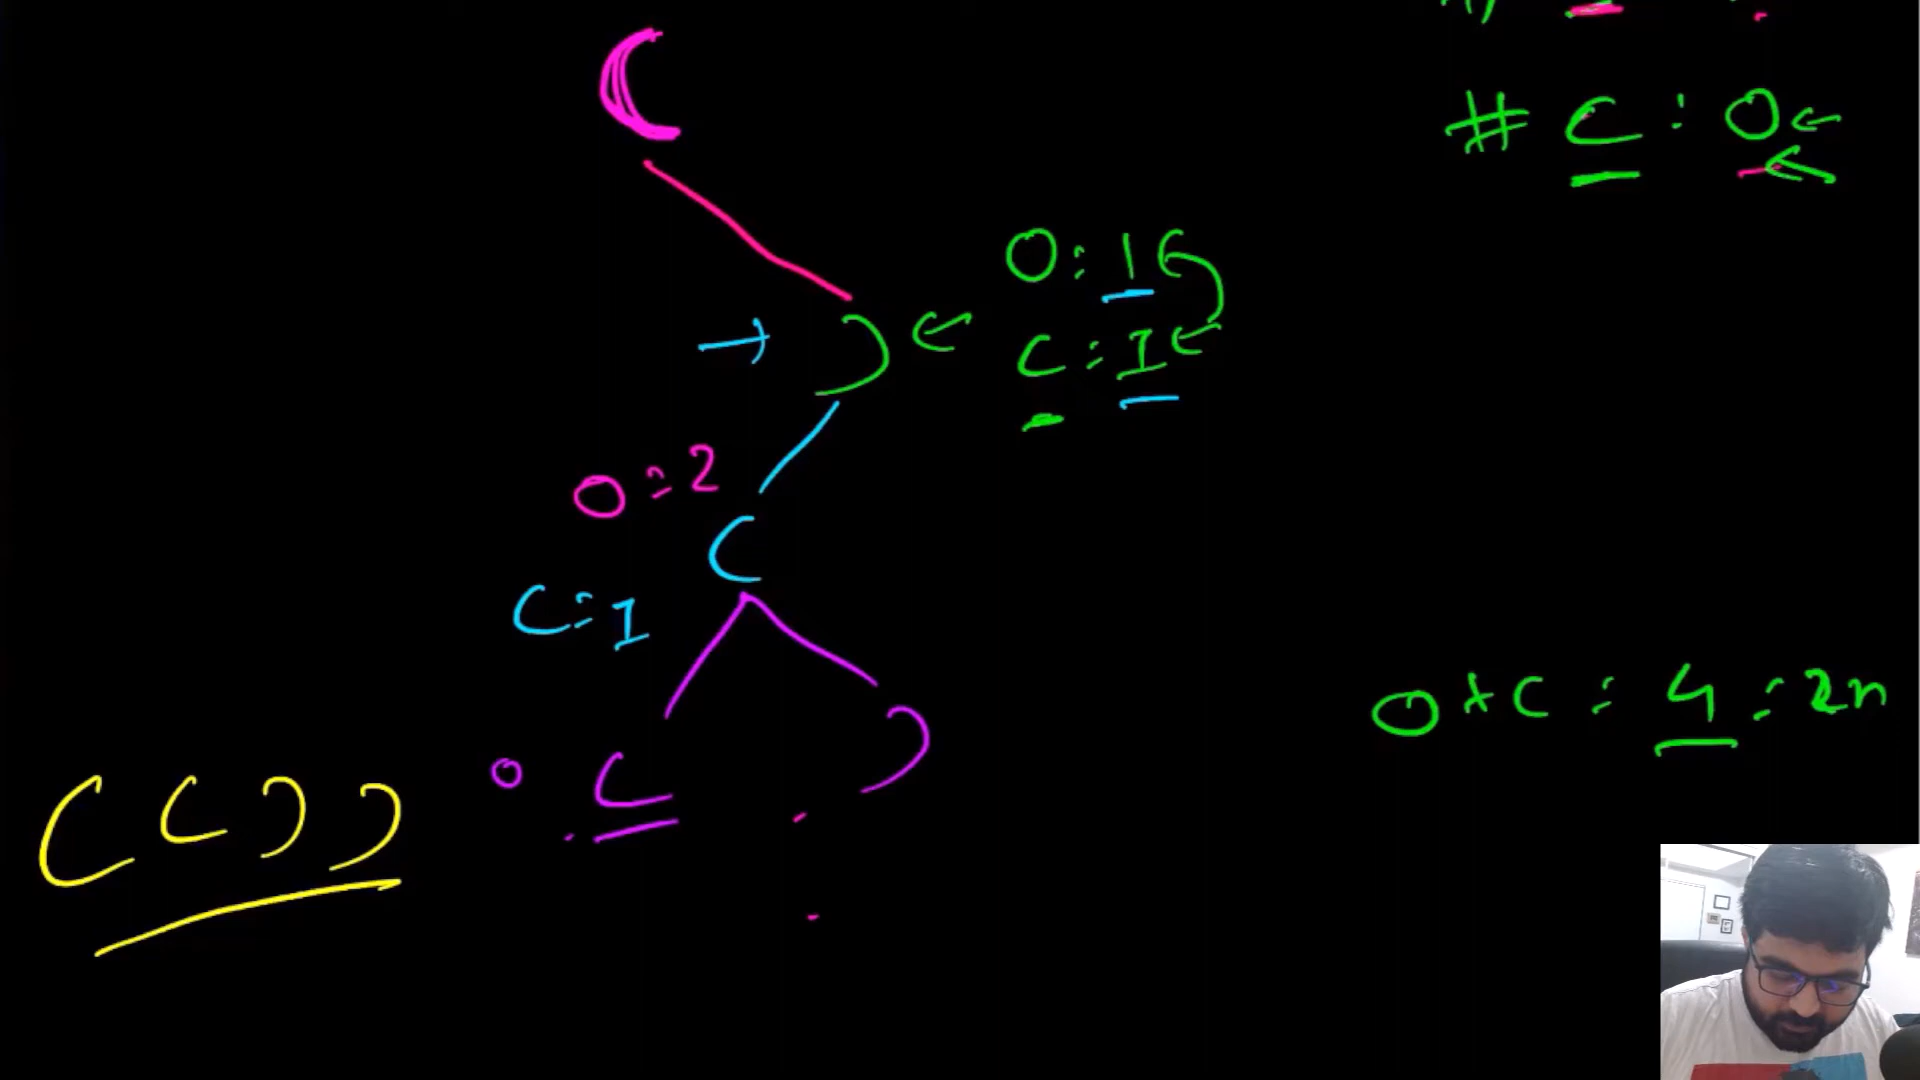 (
# C : O ←
O : 1 ←
) ← C : 1 ←
→
O : 2
(
C : 1
O + C : 4 : 2n
O ( )
( ( ) )